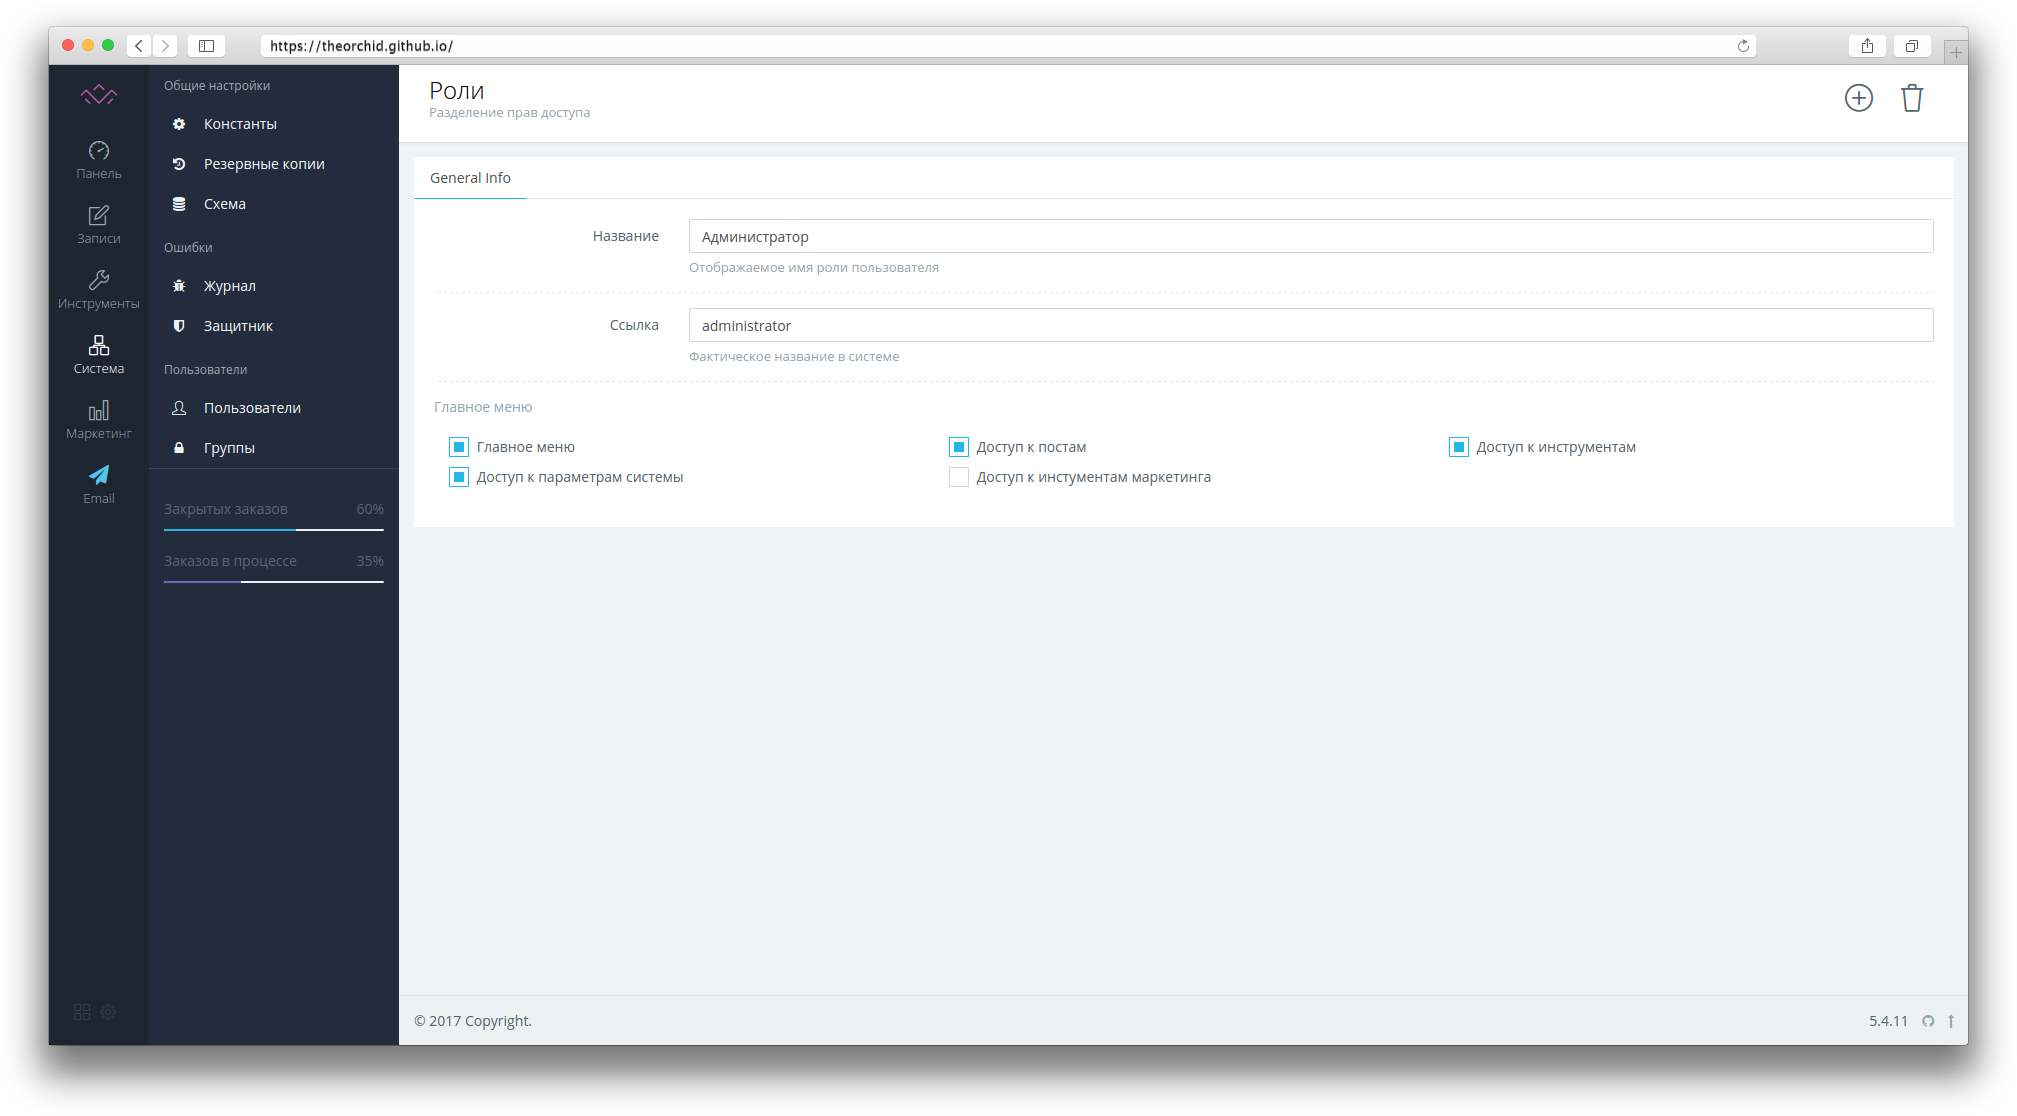 https://theorchid.github.io/
Панель
Записи
Инструменты
Система
Маркетинг
Email
Общие настройки
Константы
Резервные копии
Схема
Ошибки
Журнал
Защитник
Пользователи
Пользователи
Группы
Закрытых заказов 60%
Заказов в процессе 35%
Роли
Разделение прав доступа
General Info
Название Администратор
Отображаемое имя роли пользователя
Ссылка administrator
Фактическое название в системе
Главное меню
Главное меню Доступ к постам Доступ к инструментам
Доступ к параметрам системы Доступ к инстументам маркетинга
© 2017 Copyright. 5.4.11